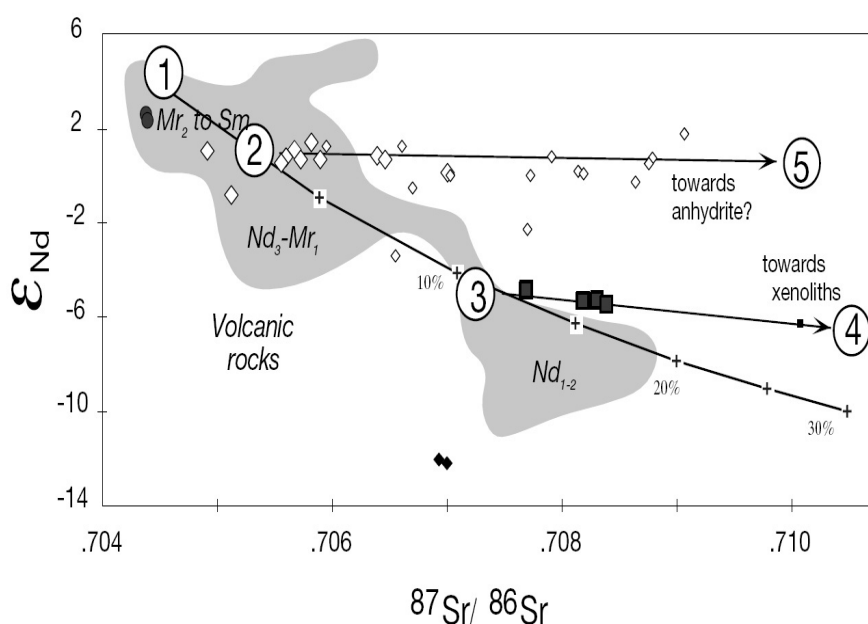 6
2
-2
-6
-10
-14
εNd
1
Mr2 to Sm
2
5
towards
anhydrite?
Nd3-Mr1
10%
3
towards
xenoliths
4
Volcanic
rocks
Nd1-2
20%
30%
.704
.706
.708
.710
87Sr/ 86Sr